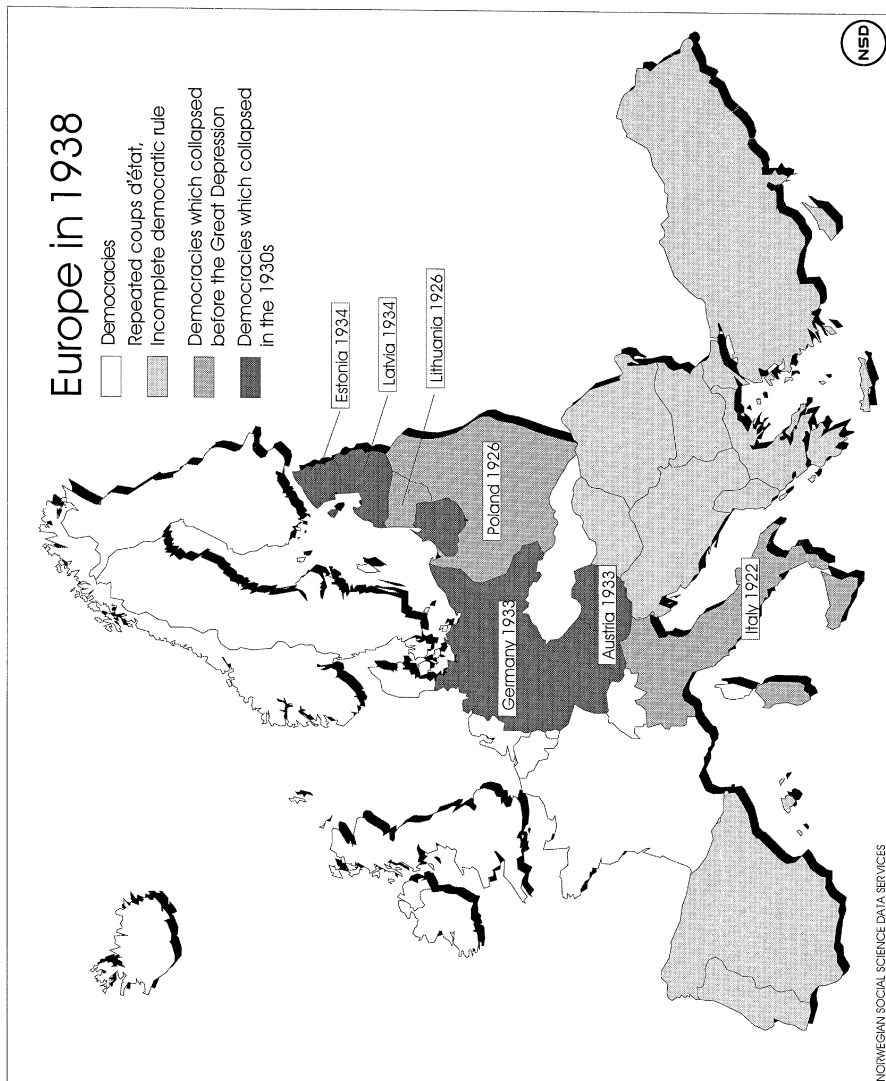 Europe in 1938
Democracies
Repeated coups d'état,
Incomplete democratic rule
Democracies which collapsed
before the Great Depression
Democracies which collapsed
in the 1930s
Estonia 1934
Latvia 1934
Lithuania 1926
Poland 1926
Germany 1933
Austria 1933
Italy 1922
NORWEGIAN SOCIAL SCIENCE DATA SERVICES
NSD